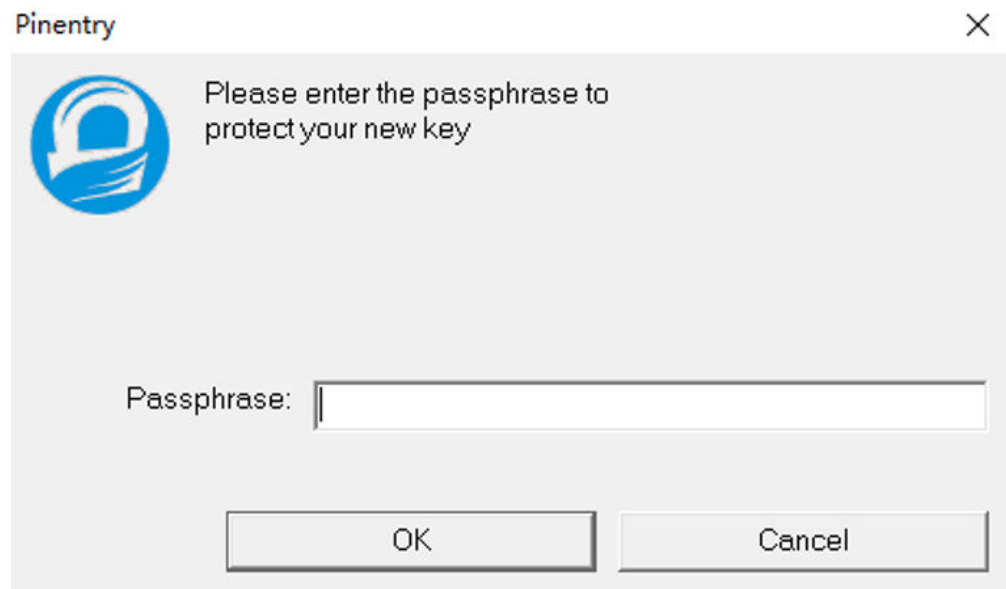 Pinentry
Please enter the passphrase to
protect your new key
Passphrase:
OK
Cancel